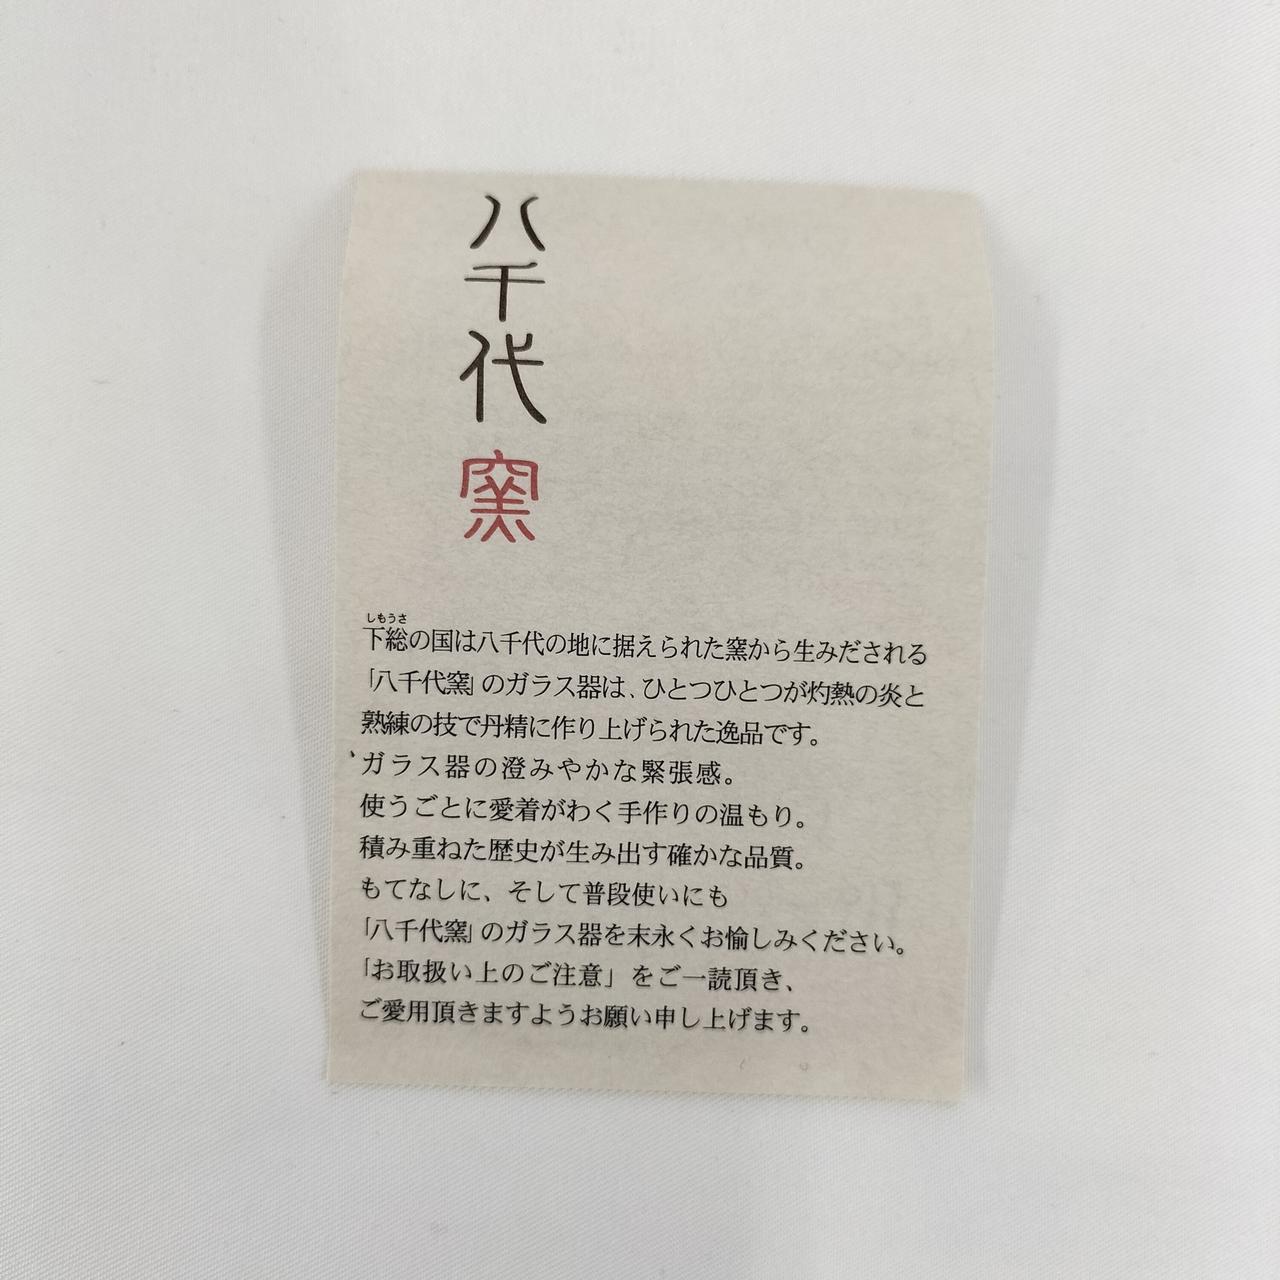 八千代窯
しもうさ
下総の国は八千代の地に据えられた窯から生みだされる
「八千代窯」のガラス器は、ひとつひとつが灼熱の炎と
熟練の技で丹精に作り上げられた逸品です。
ガラス器の澄みやかな緊張感。
使うごとに愛着がわく手作りの温もり。
積み重ねた歴史が生み出す確かな品質。
もてなしに、そして普段使いにも
「八千代窯」のガラス器を末永くお愉しみください。
「お取扱い上のご注意」をご一読頂き、
ご愛用頂きますようお願い申し上げます。